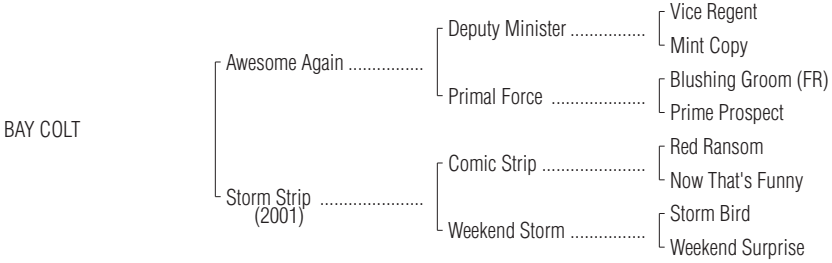 Vice Regent
Deputy Minister ................
Mint Copy
Awesome Again ................
Blushing Groom (FR)
Primal Force ....................
Prime Prospect
BAY COLT
Red Ransom
Comic Strip ......................
Now That's Funny
Storm Strip ......................
(2001)
Storm Bird
Weekend Storm ................
Weekend Surprise